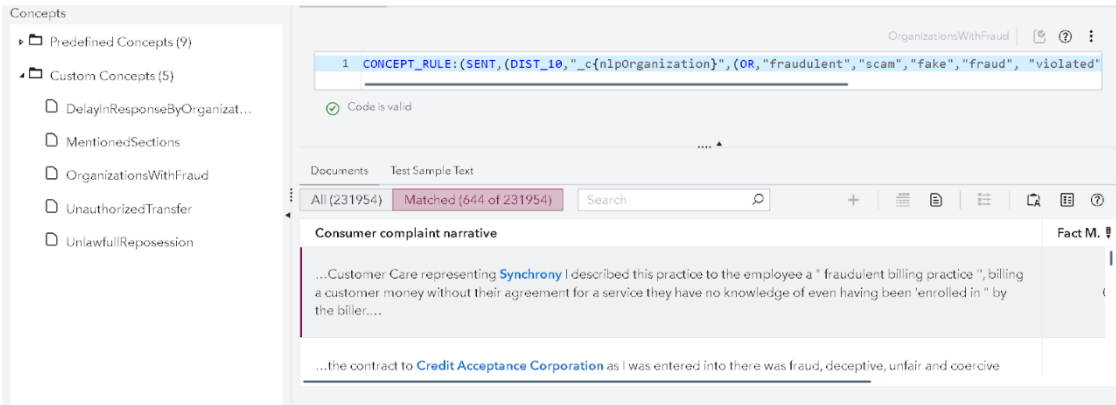 Concepts
Predefined Concepts (9)
Custom Concepts (5)
DelayInResponseByOrganizat...
MentionedSections
OrganizationsWithFraud
UnauthorizedTransfer
UnlawfullReposession
OrganizationsWithFraud
1 CONCEPT_RULE:(SENT,(DIST_10,"_c{nlpOrganization}",(OR,"fraudulent","scam","fake","fraud", "violated"
Code is valid
Documents Test Sample Text
All (231954) Matched (644 of 231954) Search
Consumer complaint narrative Fact M.
...Customer Care representing Synchrony I described this practice to the employee a " fraudulent billing practice ", billing
a customer money without their agreement for a service they have no knowledge of even having been 'enrolled in " by
the biller....
...the contract to Credit Acceptance Corporation as I was entered into there was fraud, deceptive, unfair and coercive